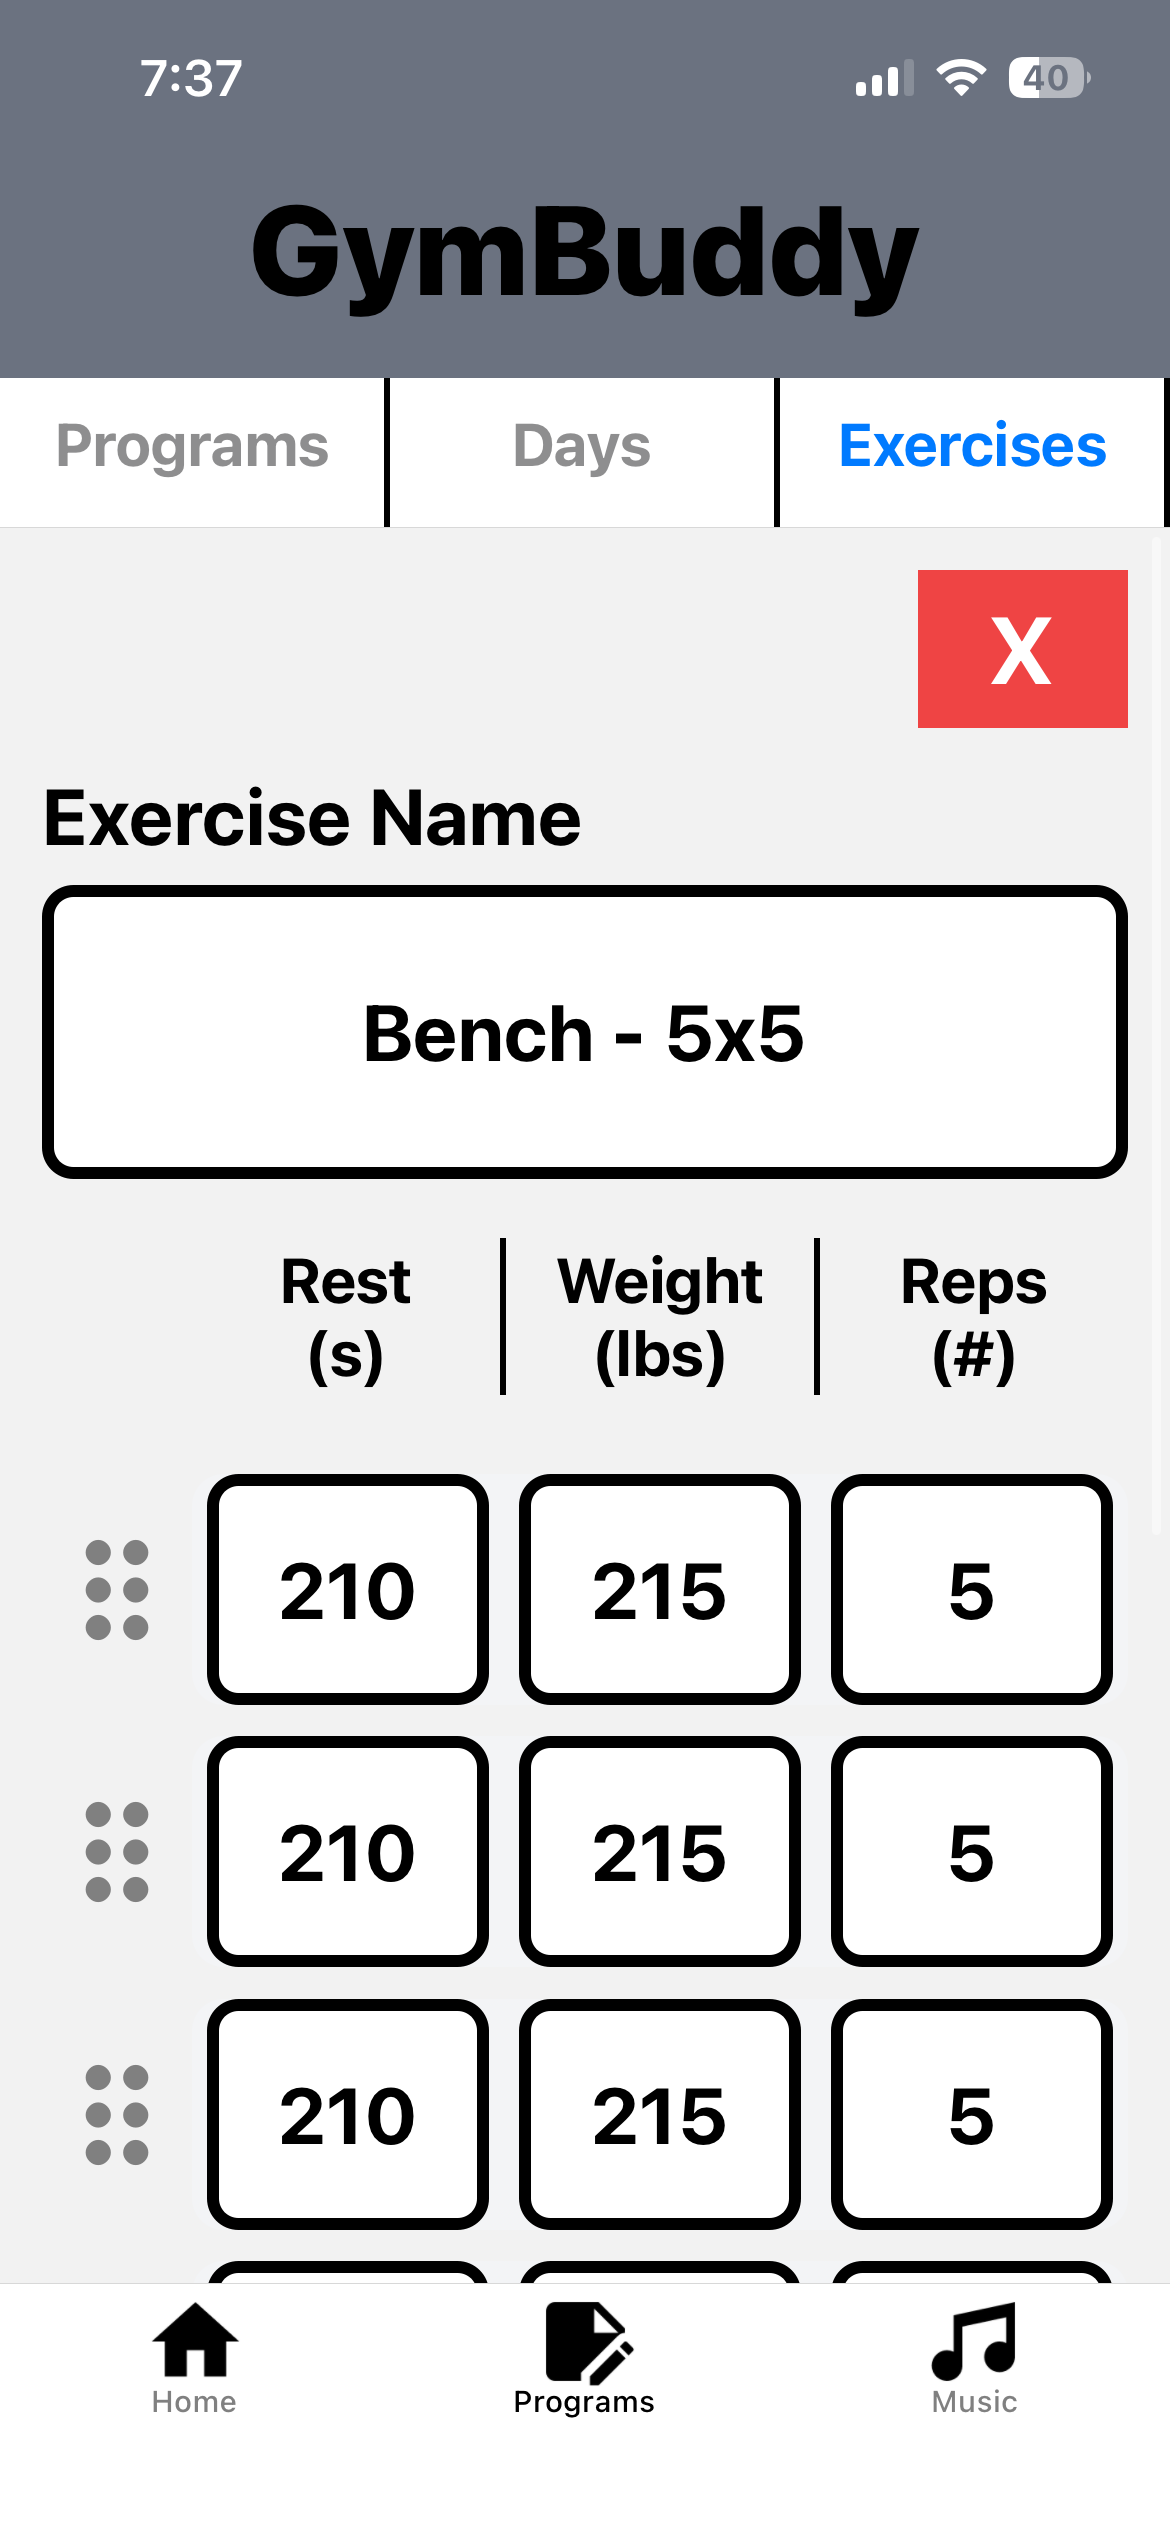 7:37
40
GymBuddy
Programs
Days
Exercises
X
Exercise Name
Bench - 5x5
Rest
(s)
Weight
(lbs)
Reps
(#)
210
215
5
210
215
5
210
215
5
Home
Programs
Music